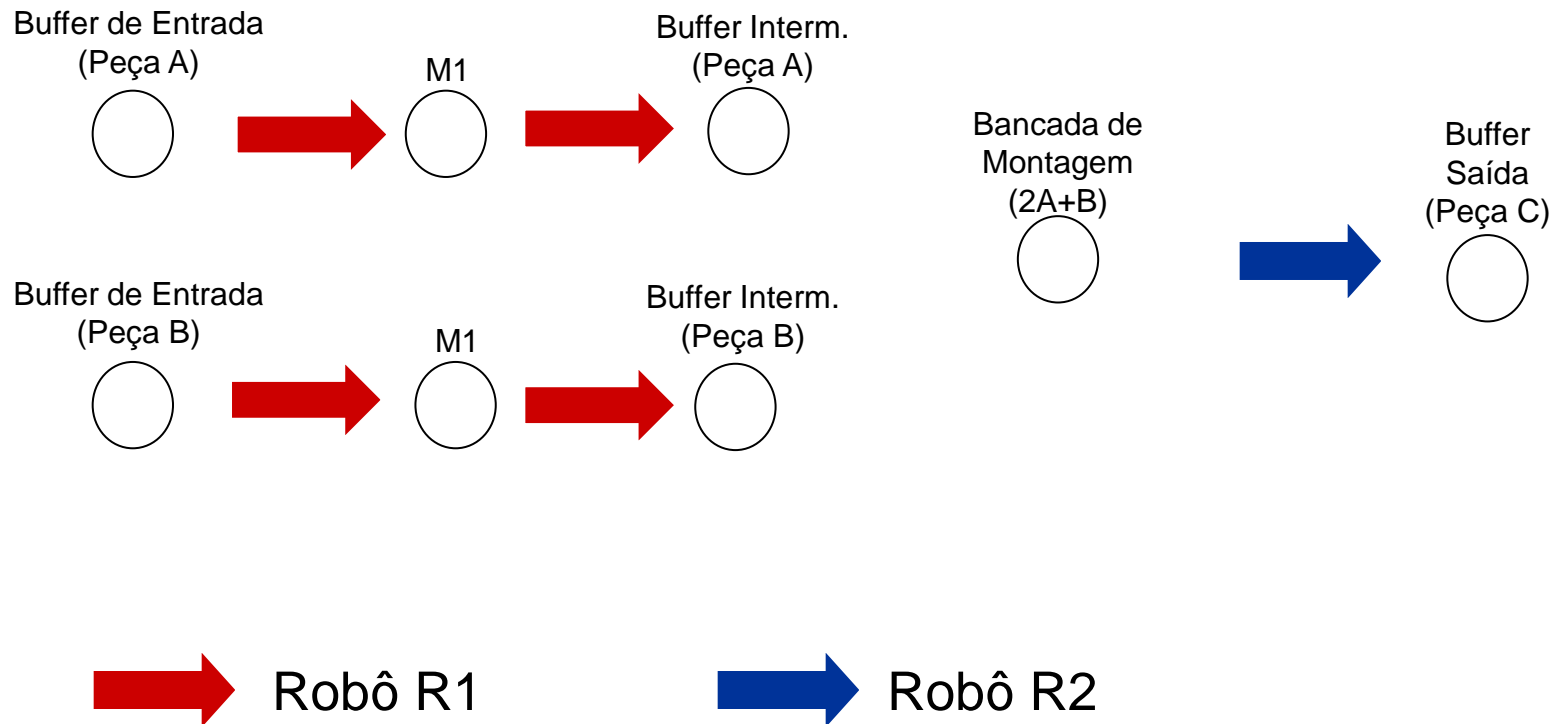 Buffer de Entrada
(Peça A)
M1
Buffer Interm.
(Peça A)
Bancada de
Montagem
(2A+B)
Buffer
Saída
(Peça C)
Buffer de Entrada
(Peça B)
M1
Buffer Interm.
(Peça B)
Robô R1
Robô R2